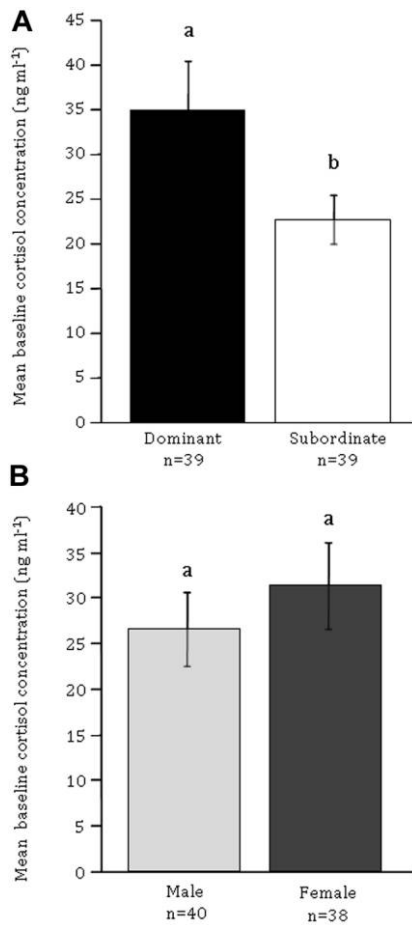 A
Mean baseline cortisol concentration (ng ml-1)
45
40
35
30
25
20
15
10
5
0
a
b
Dominant
n=39
Subordinate
n=39
B
Mean baseline cortisol concentration (ng ml-1)
40
35
30
25
20
15
10
5
0
a
a
Male
n=40
Female
n=38